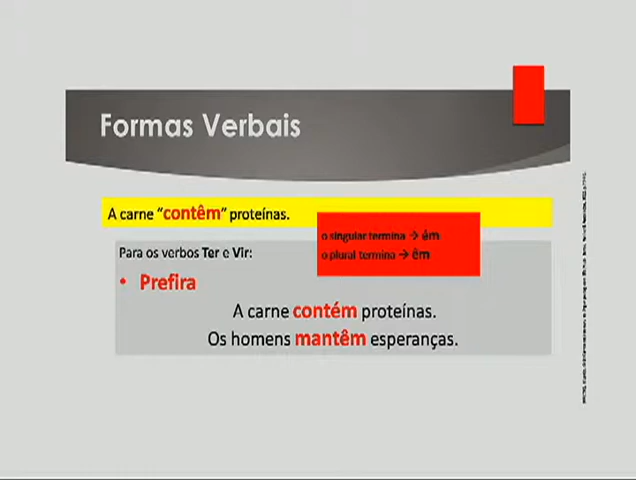 Formas Verbais
A carne “contêm” proteínas.
o singular termina → ém
o plural termina → êm
Para os verbos Ter e Vir:
• Prefira
A carne contém proteínas.
Os homens mantêm esperanças.